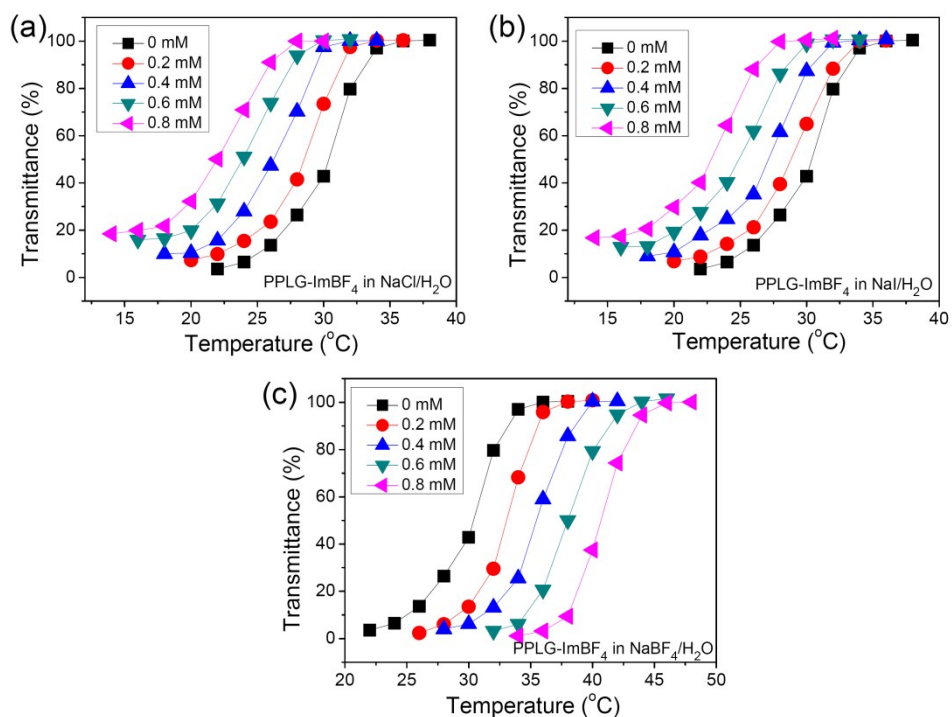 (a)
0 mM
0.2 mM
0.4 mM
0.6 mM
0.8 mM
100
80
60
40
20
0
Transmittance (%)
PPLG-ImBF4 in NaCl/H2O
15 20 25 30 35 40
Temperature (°C)
(b)
0 mM
0.2 mM
0.4 mM
0.6 mM
0.8 mM
100
80
60
40
20
0
Transmittance (%)
PPLG-ImBF4 in NaI/H2O
15 20 25 30 35 40
Temperature (°C)
(c)
0 mM
0.2 mM
0.4 mM
0.6 mM
0.8 mM
100
80
60
40
20
0
Transmittance (%)
PPLG-ImBF4 in NaBF4/H2O
20 25 30 35 40 45 50
Temperature (°C)